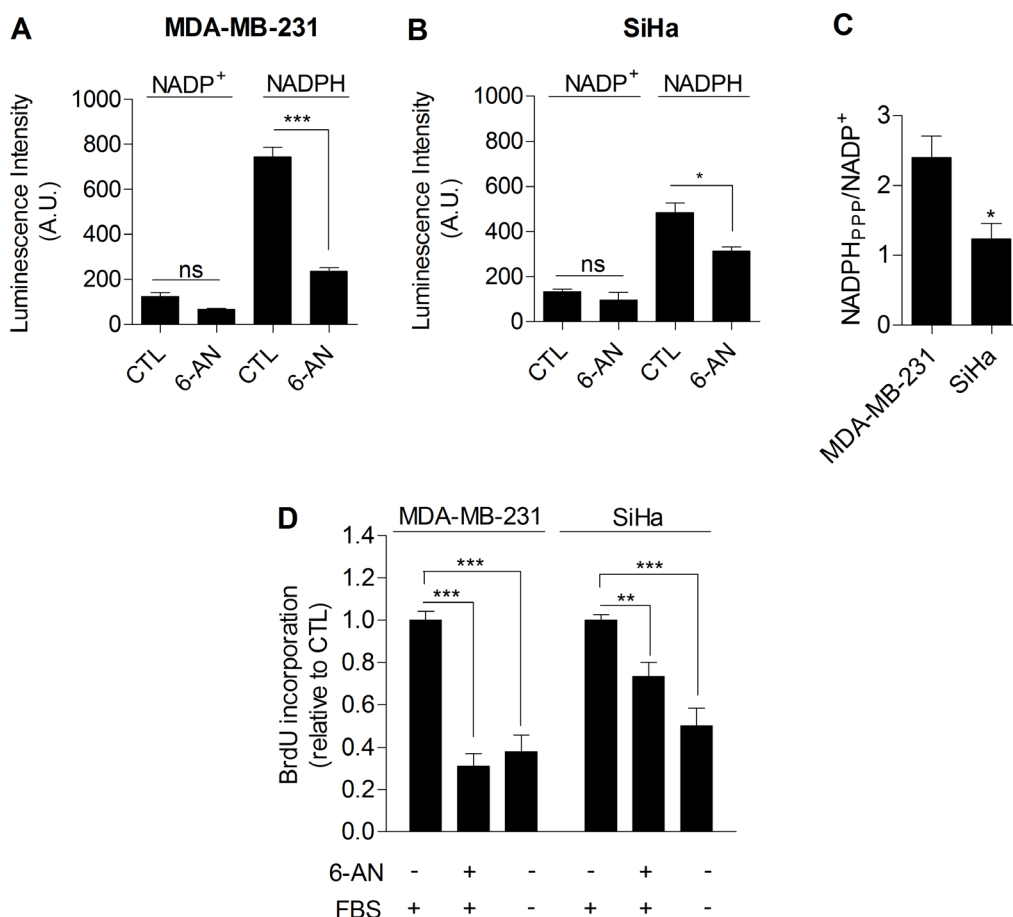 A
MDA-MB-231
NADP+ NADPH
Luminescence Intensity
(A.U.)
1000
800
600
400
200
0
ns
***
CTL
6-AN
CTL
6-AN
B
SiHa
NADP+ NADPH
Luminescence Intensity
(A.U.)
1000
800
600
400
200
0
ns
*
CTL
6-AN
CTL
6-AN
C
NADPHPPP/NADP+
3
2
1
0
*
MDA-MB-231
SiHa
D
MDA-MB-231 SiHa
BrdU incorporation
(relative to CTL)
1.4
1.2
1.0
0.8
0.6
0.4
0.2
0.0
***
***
***
**
6-AN - + - - + -
FBS + + - + + -